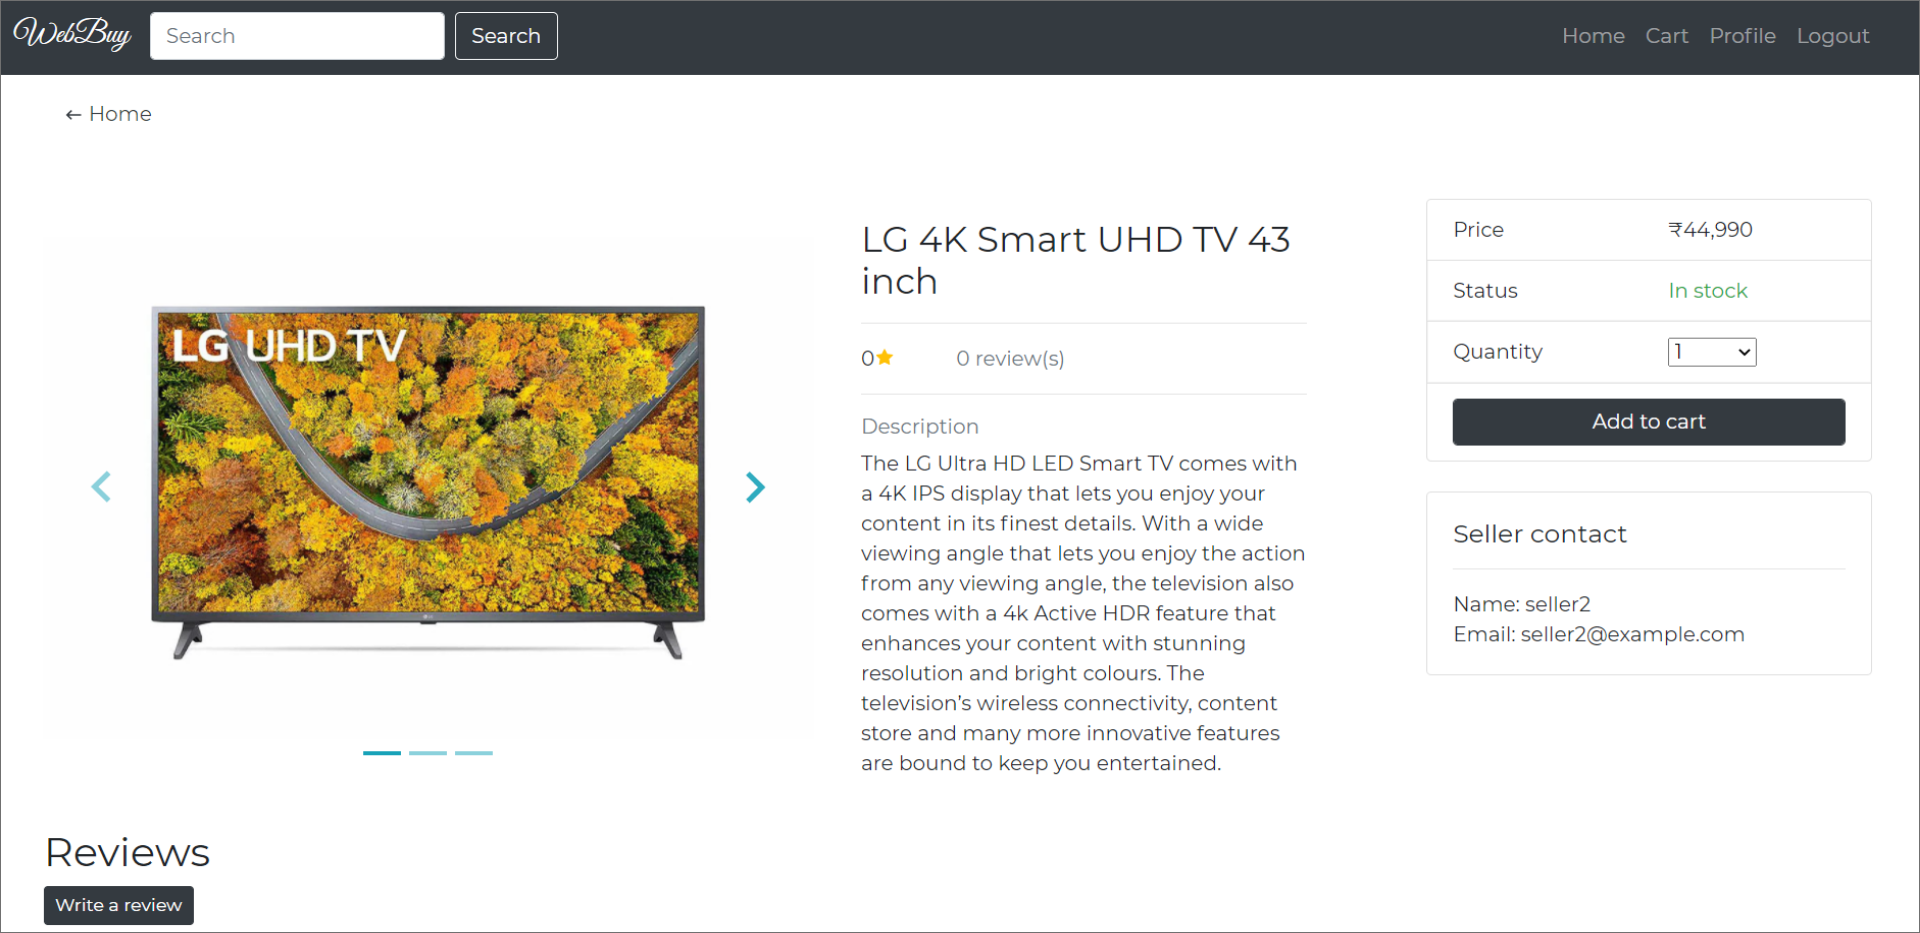 WebBuy
Search
Search
Home
Cart
Profile
Logout
← Home
LG UHD TV
LG 4K Smart UHD TV 43
inch
0★ 0 review(s)
Description
The LG Ultra HD LED Smart TV comes with
a 4K IPS display that lets you enjoy your
content in its finest details. With a wide
viewing angle that lets you enjoy the action
from any viewing angle, the television also
comes with a 4k Active HDR feature that
enhances your content with stunning
resolution and bright colours. The
television’s wireless connectivity, content
store and many more innovative features
are bound to keep you entertained.
Price ₹44,990
Status In stock
Quantity 1
Add to cart
Seller contact
Name: seller2
Email: seller2@example.com
Reviews
Write a review